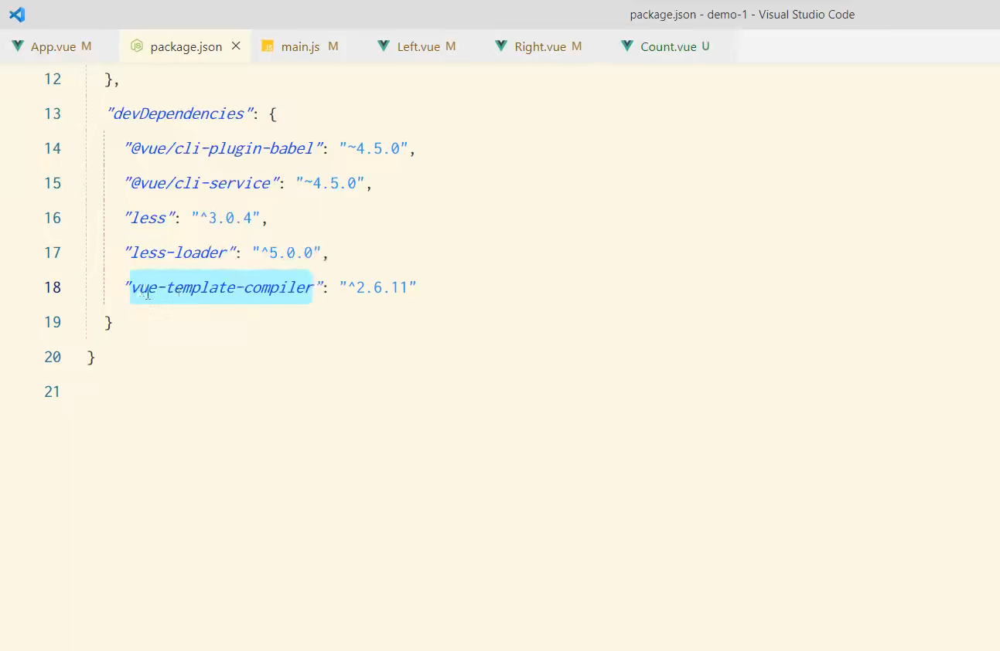 package.json - demo-1 - Visual Studio Code
App.vue M package.json × JS main.js M Left.vue M Right.vue M Count.vue U
12 },
13 "devDependencies": {
14 "@vue/cli-plugin-babel": "~4.5.0",
15 "@vue/cli-service": "~4.5.0",
16 "less": "^3.0.4",
17 "less-loader": "^5.0.0",
18 "vue-template-compiler": "^2.6.11"
19 }
20 }
21